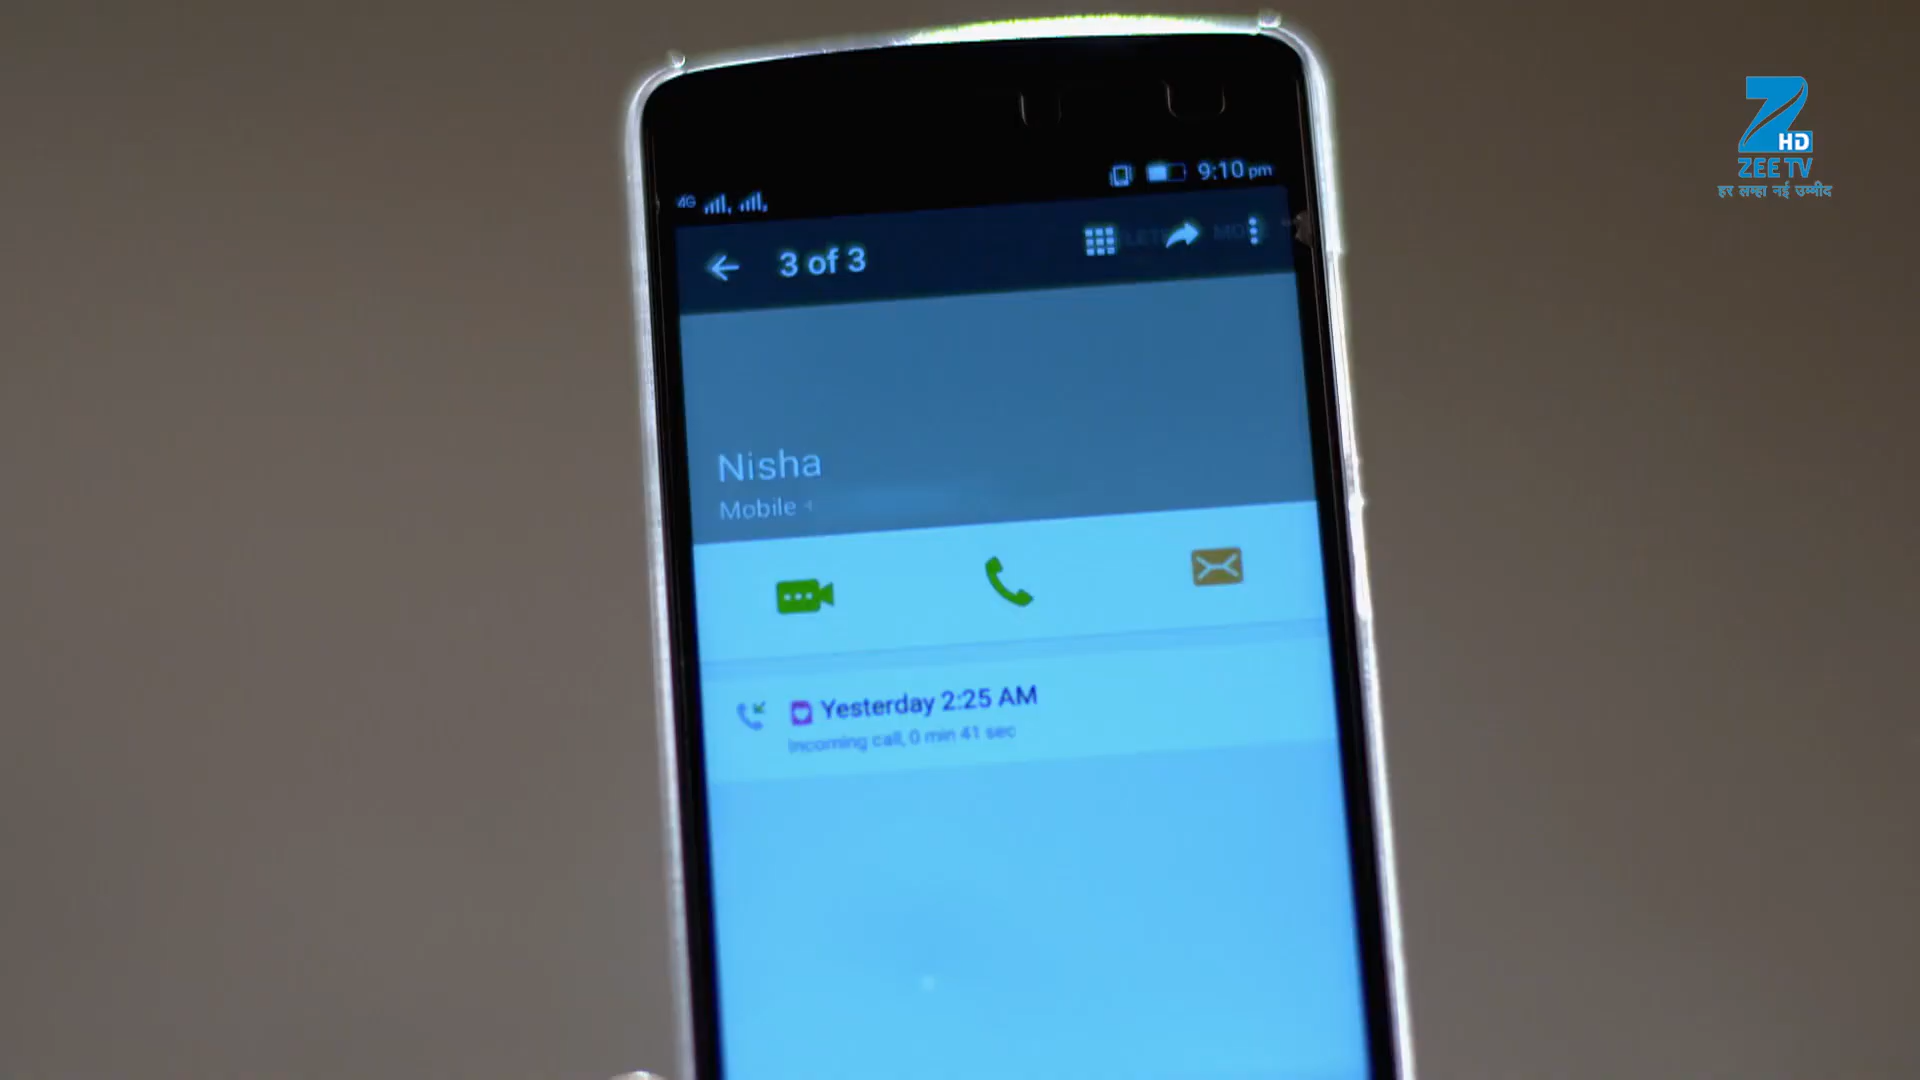 4G
9:10 pm
3 of 3
Nisha
Mobile
Yesterday 2:25 AM
Incoming call, 0 min 41 sec
HD
ZEE TV
हर लम्हा नई उम्मीद